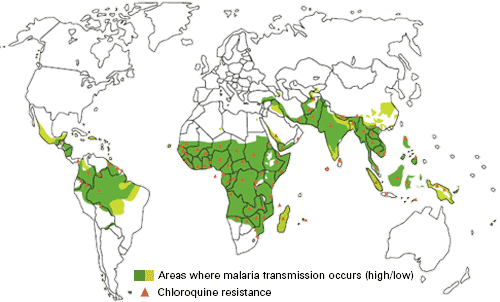 Areas where malaria transmission occurs (high/low)
Chloroquine resistance